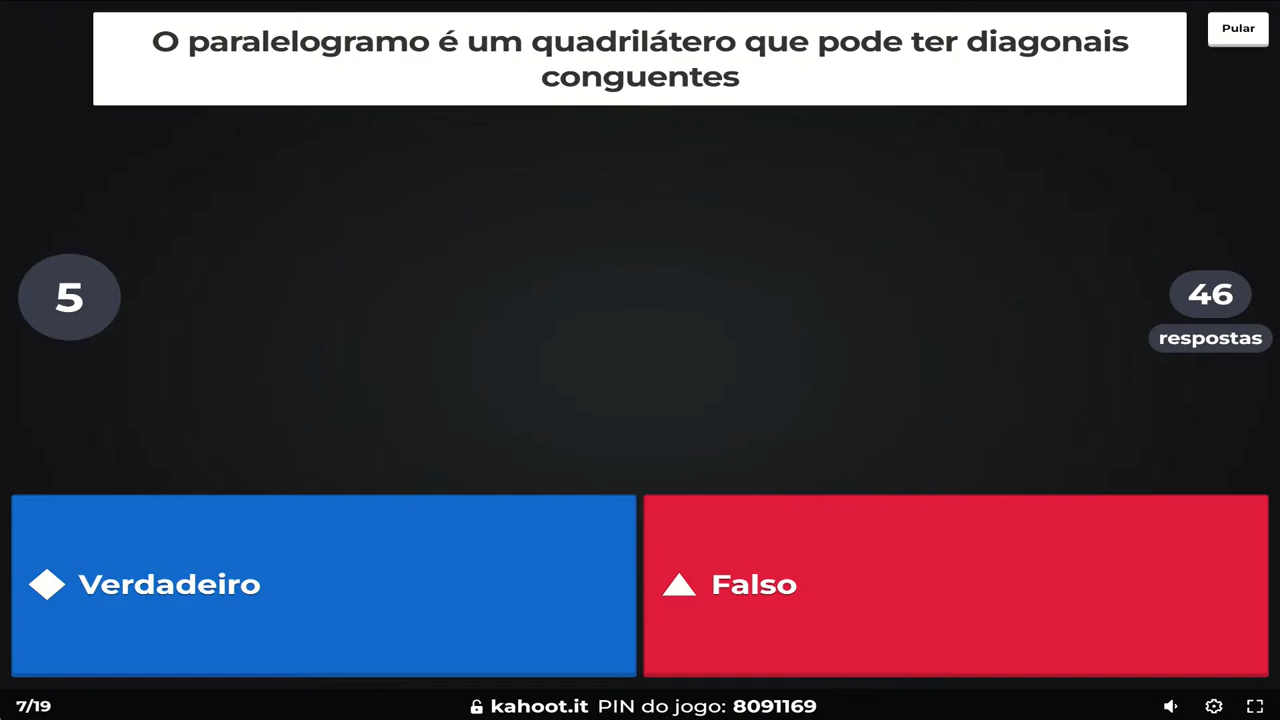 O paralelogramo é um quadrilátero que pode ter diagonais
conguentes
Pular
5
46
respostas
Verdadeiro
Falso
7/19
kahoot.it PIN do jogo: 8091169